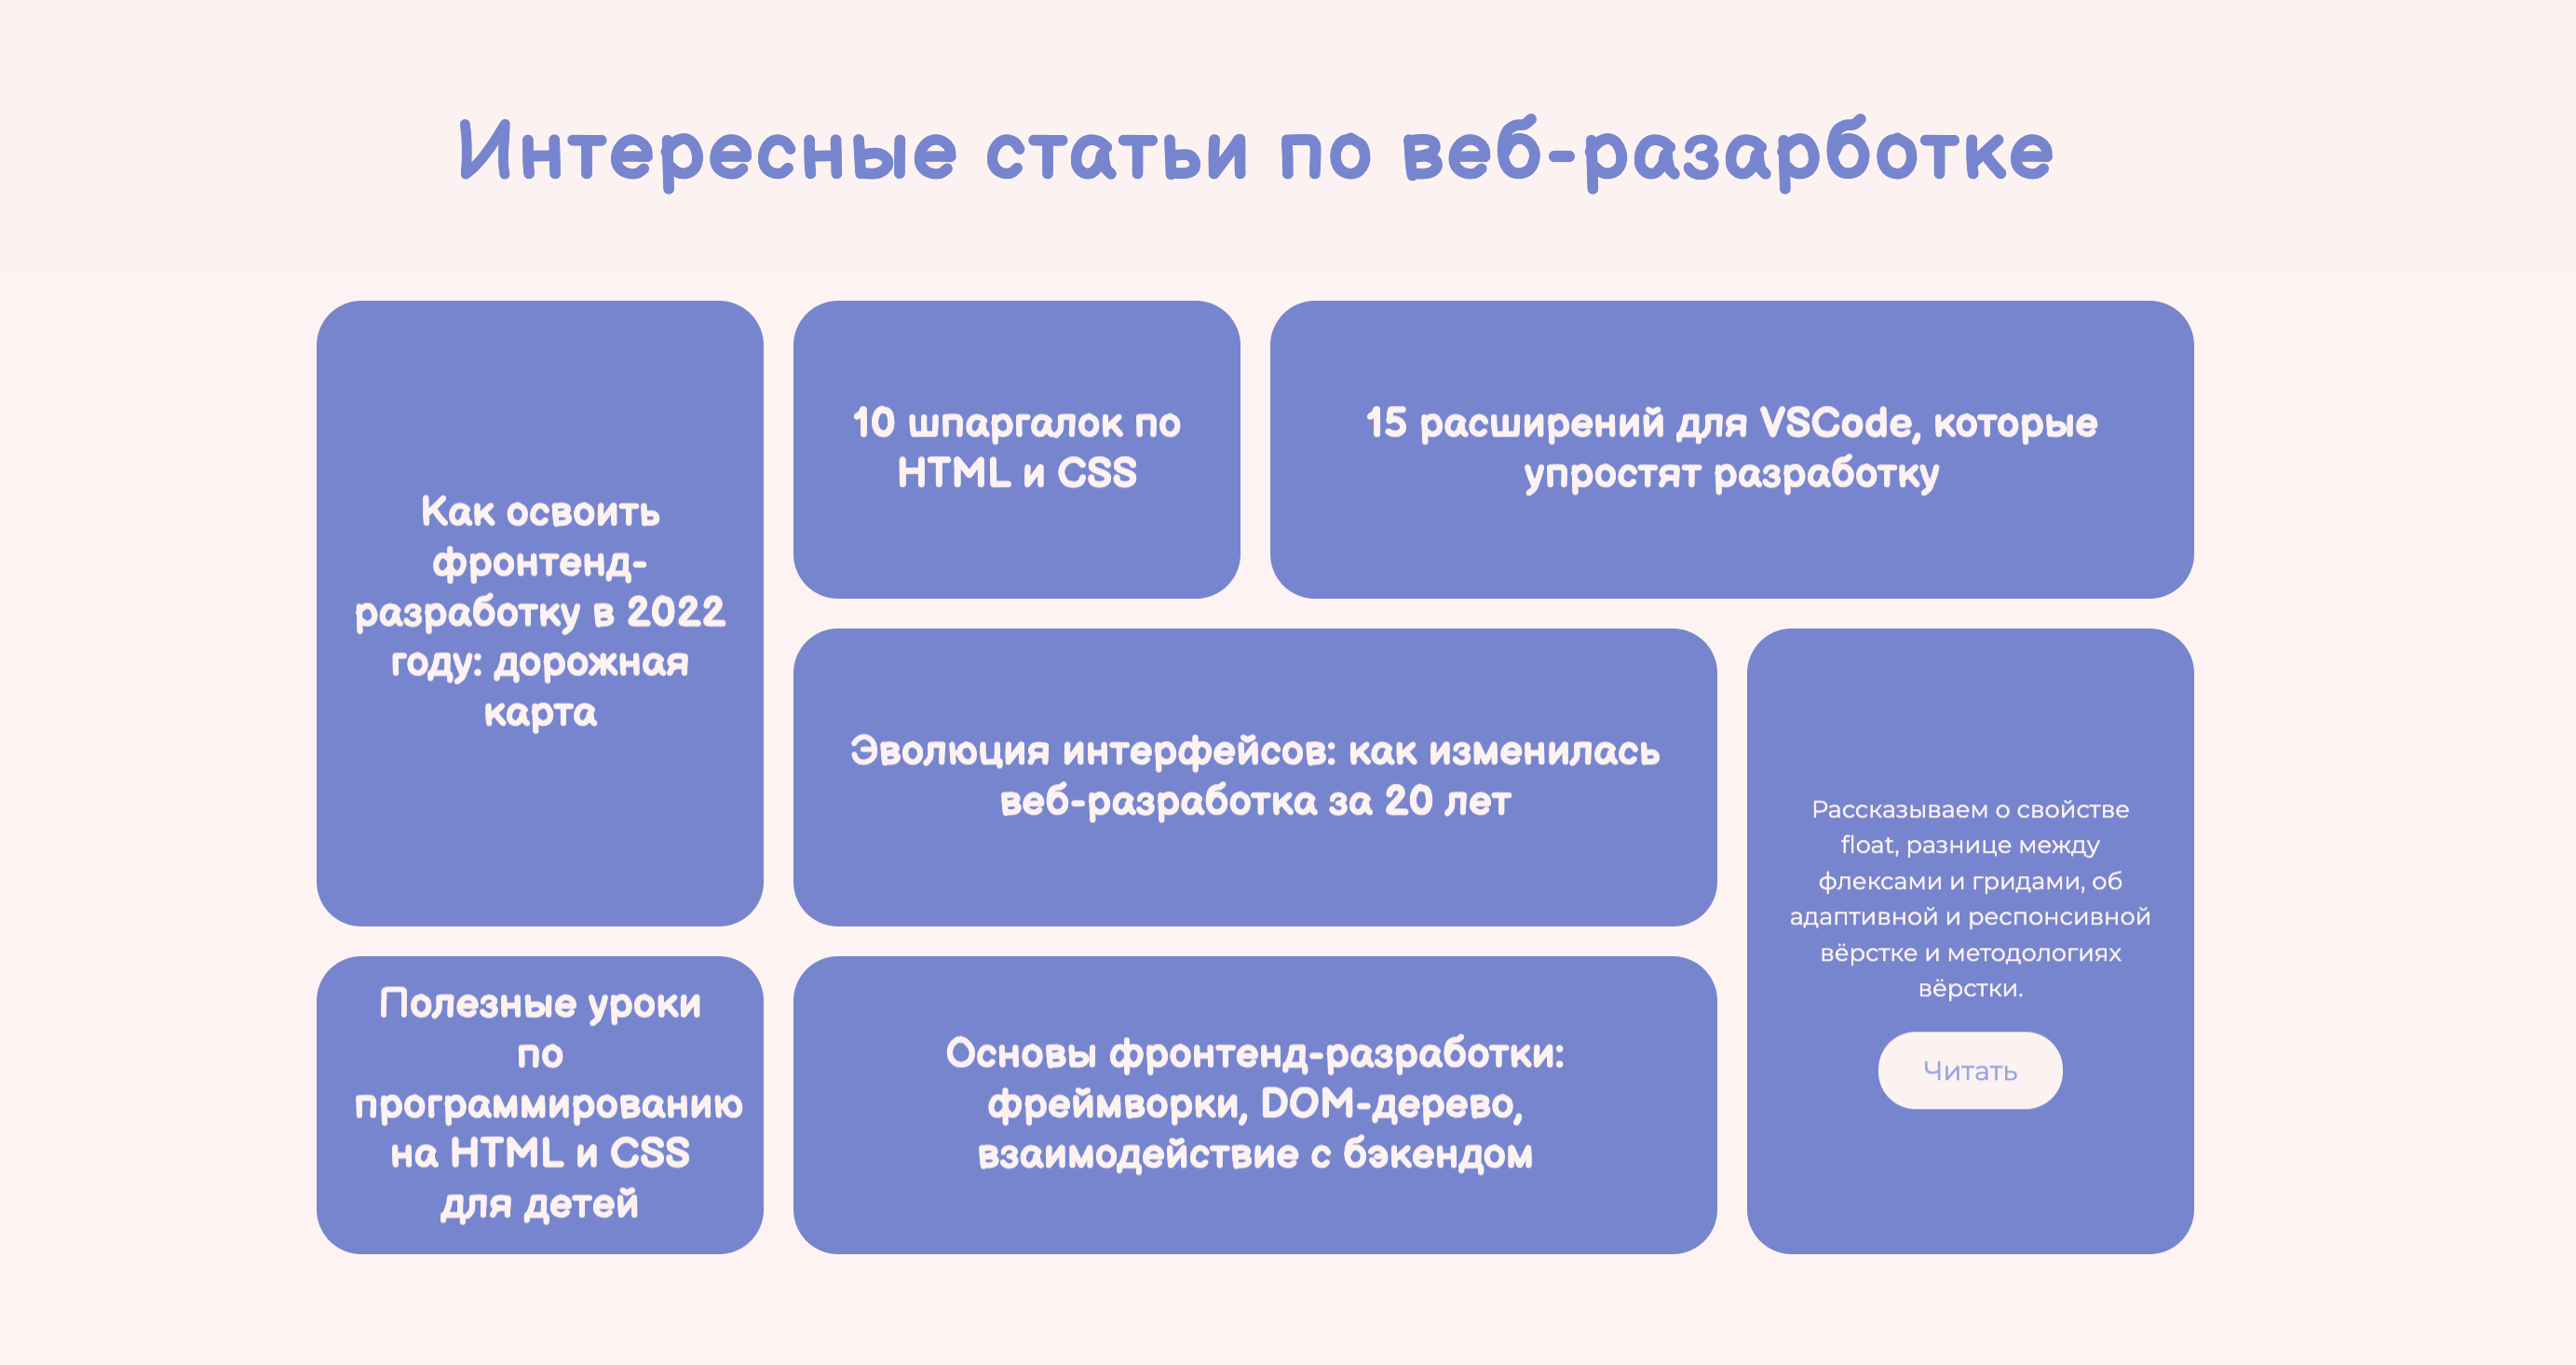 Интересные статьи по веб-разарботке
Как освоить
фронтенд-
разработку в 2022
году: дорожная
карта
10 шпаргалок по
HTML и CSS
15 расширений для VSCode, которые
упростят разработку
Эволюция интерфейсов: как изменилась
веб-разработка за 20 лет
Рассказываем о свойстве
float, разнице между
флексами и гридами, об
адаптивной и респонсивной
вёрстке и методологиях
вёрстки.
Читать
Полезные уроки
по
программированию
на HTML и CSS
для детей
Основы фронтенд-разработки:
фреймворки, DOM-дерево,
взаимодействие с бэкендом